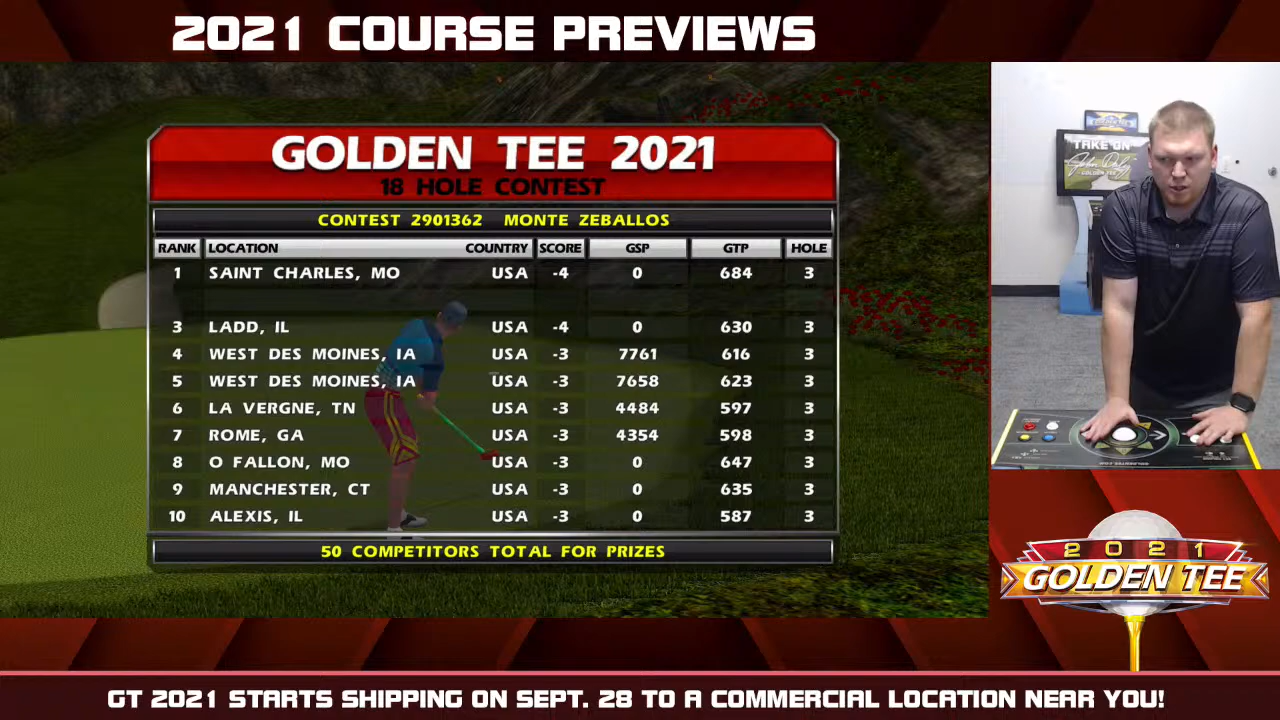 2021 COURSE PREVIEWS
GOLDEN TEE 2021
18 HOLE CONTEST
CONTEST 2901362 MONTE ZEBALLOS
RANK LOCATION COUNTRY SCORE GSP GTP HOLE
1 SAINT CHARLES, MO USA -4 0 684 3
3 LADD, IL USA -4 0 630 3
4 WEST DES MOINES, IA USA -3 7761 616 3
5 WEST DES MOINES, IA USA -3 7658 623 3
6 LA VERGNE, TN USA -3 4484 597 3
7 ROME, GA USA -3 4354 598 3
8 O FALLON, MO USA -3 0 647 3
9 MANCHESTER, CT USA -3 0 635 3
10 ALEXIS, IL USA -3 0 587 3
50 COMPETITORS TOTAL FOR PRIZES
TAKE ON
John Daly
GOLDEN TEE
2021
GOLDEN TEE
GT 2021 STARTS SHIPPING ON SEPT. 28 TO A COMMERCIAL LOCATION NEAR YOU!